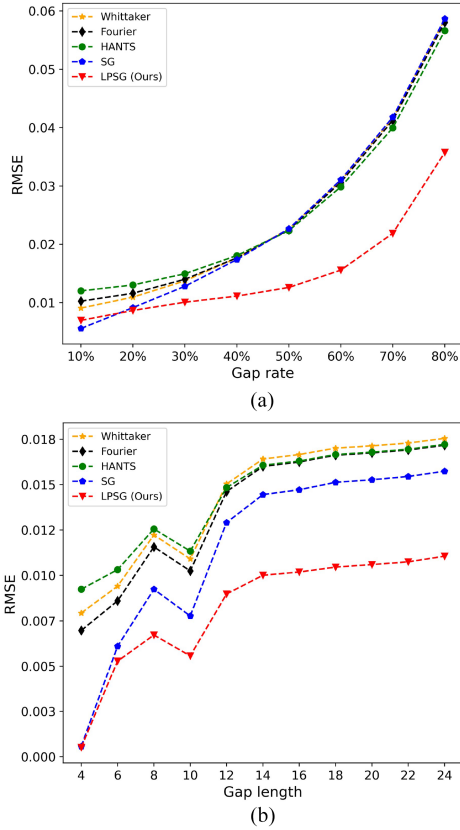 0.06
0.05
0.04
0.03
0.02
0.01
RMSE
Whittaker
Fourier
HANTS
SG
LPSG (Ours)
10% 20% 30% 40% 50% 60% 70% 80%
Gap rate
(a)
0.018
0.015
0.012
0.010
0.007
0.005
0.003
0.000
RMSE
Whittaker
Fourier
HANTS
SG
LPSG (Ours)
4 6 8 10 12 14 16 18 20 22 24
Gap length
(b)